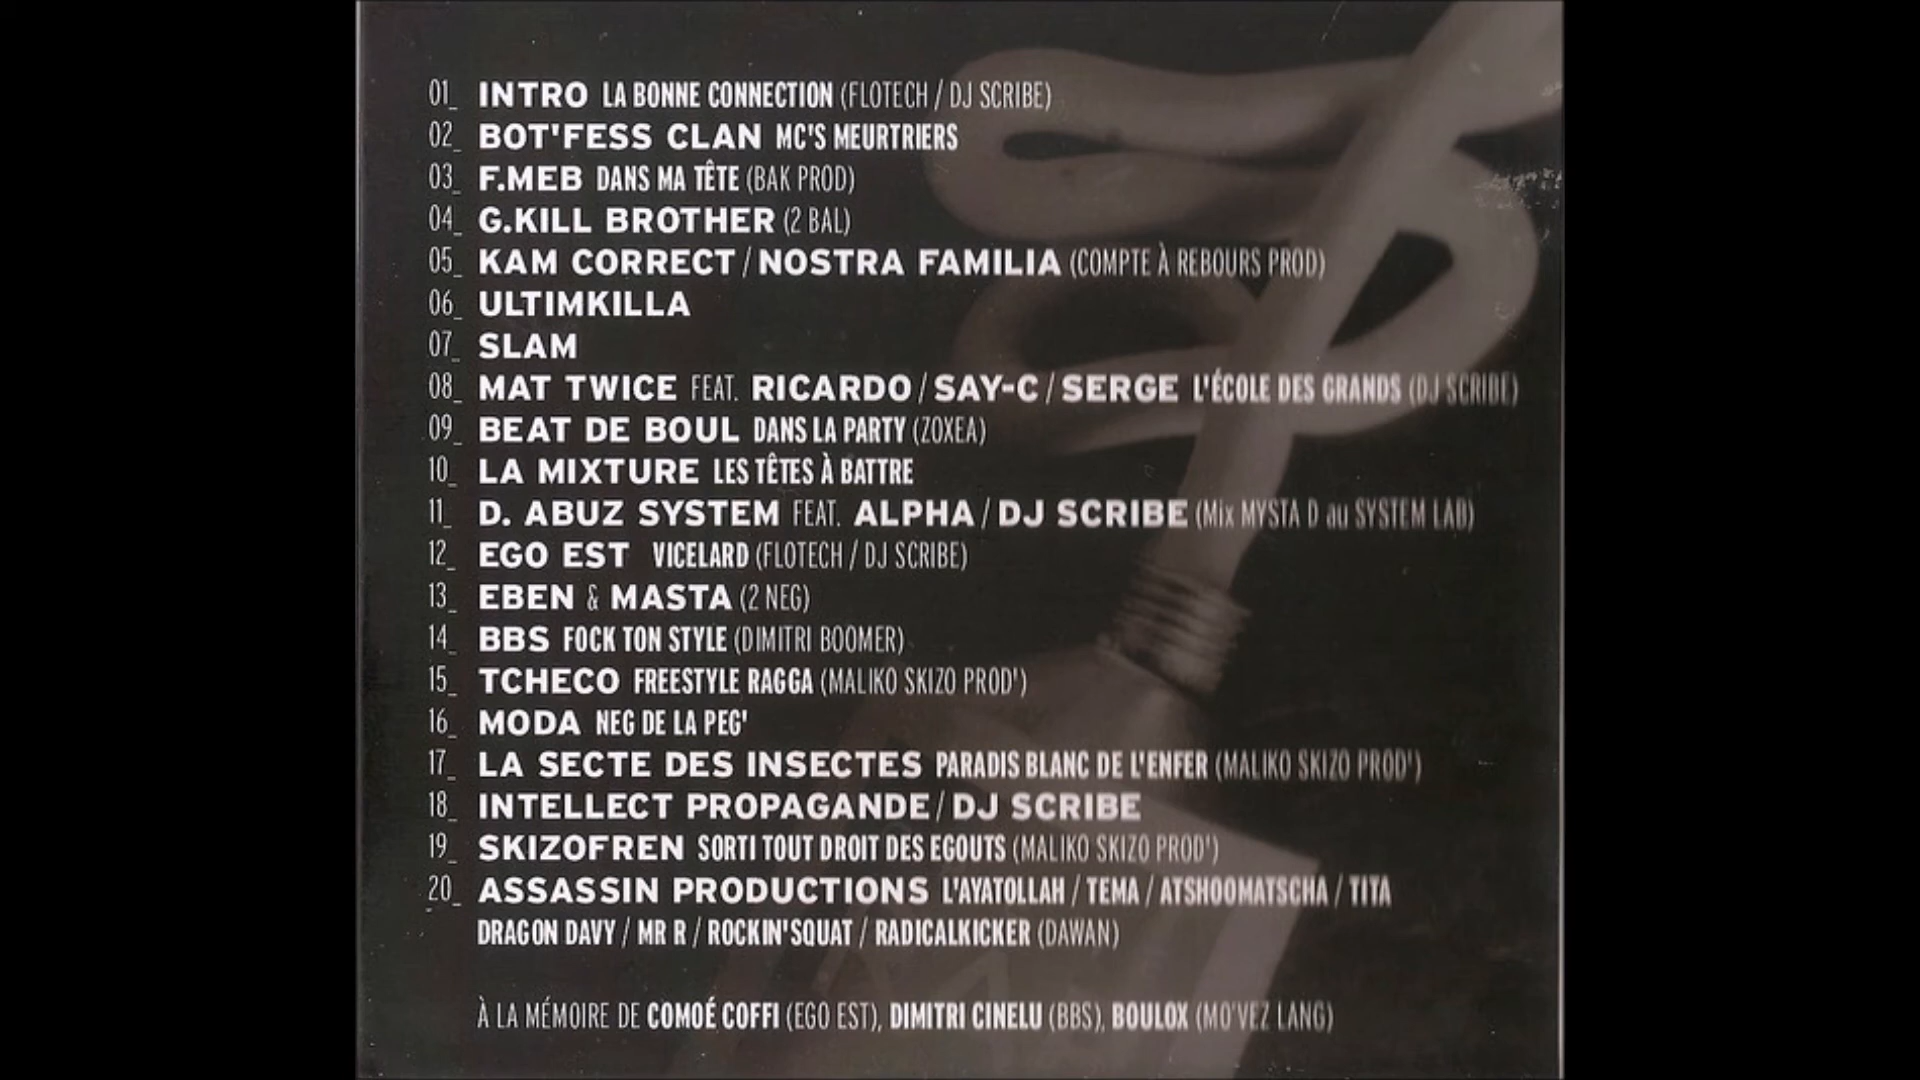 01_ INTRO LA BONNE CONNECTION (FLOTECH / DJ SCRIBE)
02_ BOT'FESS CLAN MC'S MEURTRIERS
03_ F.MEB DANS MA TÊTE (BAK PROD)
04_ G.KILL BROTHER (2 BAL)
05_ KAM CORRECT / NOSTRA FAMILIA (COMPTE À REBOURS PROD)
06_ ULTIMKILLA
07_ SLAM
08_ MAT TWICE FEAT. RICARDO / SAY-C / SERGE L'ÉCOLE DES GRANDS (DJ SCRIBE)
09_ BEAT DE BOUL DANS LA PARTY (ZOXEA)
10_ LA MIXTURE LES TÊTES À BATTRE
11_ D. ABUZ SYSTEM FEAT. ALPHA / DJ SCRIBE (Mix MYSTA D au SYSTEM LAB)
12_ EGO EST VICELARD (FLOTECH / DJ SCRIBE)
13_ EBEN & MASTA (2 NEG)
14_ BBS FOCK TON STYLE (DIMITRI BOOMER)
15_ TCHECO FREESTYLE RAGGA (MALIKO SKIZO PROD')
16_ MODA NEG DE LA PEG'
17_ LA SECTE DES INSECTES PARADIS BLANC DE L'ENFER (MALIKO SKIZO PROD')
18_ INTELLECT PROPAGANDE / DJ SCRIBE
19_ SKIZOFREN SORTI TOUT DROIT DES EGOUTS (MALIKO SKIZO PROD')
20_ ASSASSIN PRODUCTIONS L'AYATOLLAH / TEMA / ATSHOOMATSCHA / TITA
DRAGON DAVY / MR R / ROCKIN'SQUAT / RADICALKICKER (DAWAN)
À LA MÉMOIRE DE COMOÉ COFFI (EGO EST), DIMITRI CINELU (BBS), BOULOX (MO'VEZ LANG)